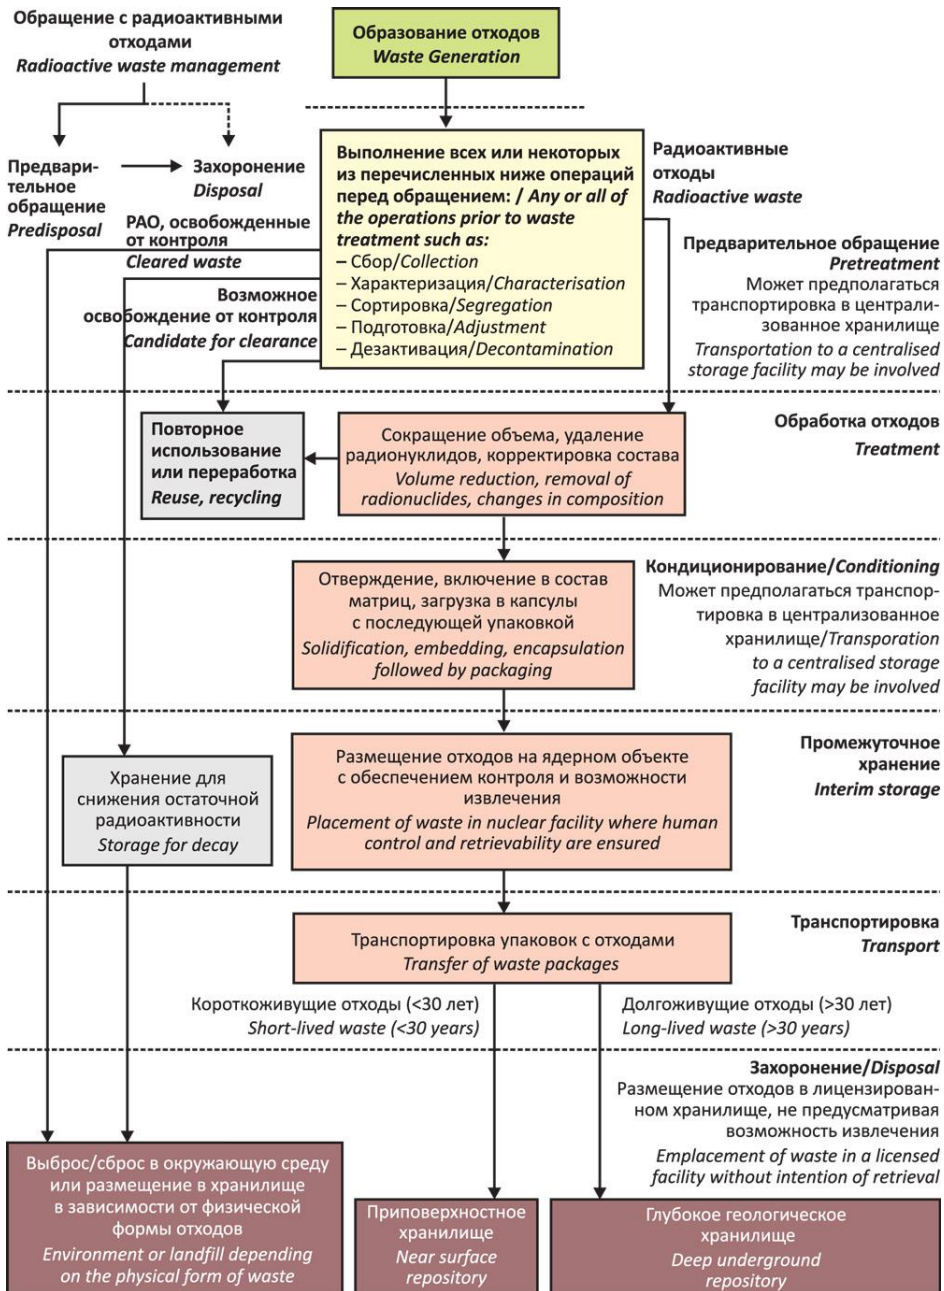 Обращение с радиоактивными
отходами
Radioactive waste management
Образование отходов
Waste Generation
Предвари-
тельное
обращение
Predisposal
Захоронение
Disposal
Выполнение всех или некоторых
из перечисленных ниже операций
перед обращением: / Any or all of
the operations prior to waste
treatment such as:
– Сбор/Collection
– Характеризация/Characterisation
– Сортировка/Segregation
– Подготовка/Adjustment
– Дезактивация/Decontamination
Радиоактивные
отходы
Radioactive waste
РАО, освобожденные
от контроля
Cleared waste
Возможное
освобождение от контроля
Candidate for clearance
Предварительное обращение
Pretreatment
Может предполагаться
транспортировка в централи-
зованное хранилище
Transportation to a centralised
storage facility may be involved
Повторное
использование
или переработка
Reuse, recycling
Сокращение объема, удаление
радионуклидов, корректировка состава
Volume reduction, removal of
radionuclides, changes in composition
Обработка отходов
Treatment
Отверждение, включение в состав
матриц, загрузка в капсулы
с последующей упаковкой
Solidification, embedding, encapsulation
followed by packaging
Кондиционирование/Conditioning
Может предполагаться транспор-
тировка в централизованное
хранилище/Transporation
to a centralised storage
facility may be involved
Хранение для
снижения остаточной
радиоактивности
Storage for decay
Размещение отходов на ядерном объекте
с обеспечением контроля и возможности
извлечения
Placement of waste in nuclear facility where human
control and retrievability are ensured
Промежуточное
хранение
Interim storage
Транспортировка упаковок с отходами
Transfer of waste packages
Транспортировка
Transport
Короткоживущие отходы (<30 лет)
Short-lived waste (<30 years)
Долгоживущие отходы (>30 лет)
Long-lived waste (>30 years)
Захоронение/Disposal
Размещение отходов в лицензирован-
ном хранилище, не предусматривая
возможность извлечения
Emplacement of waste in a licensed
facility without intention of retrieval
Выброс/сброс в окружающую среду
или размещение в хранилище
в зависимости от физической
формы отходов
Environment or landfill depending
on the physical form of waste
Приповерхностное
хранилище
Near surface
repository
Глубокое геологическое
хранилище
Deep underground
repository